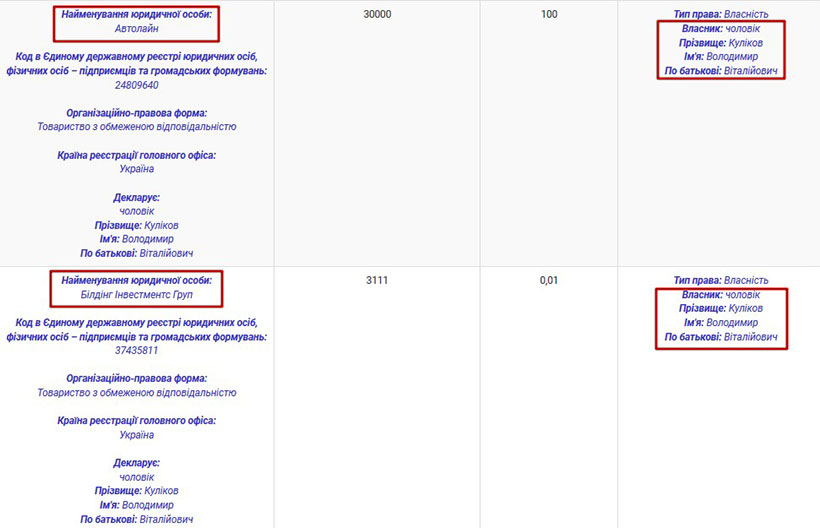 Найменування юридичної особи:
Автолайн
Код в Єдиному державному реєстрі юридичних осіб,
фізичних осіб – підприємців та громадських формувань:
24809640
Організаційно-правова форма:
Товариство з обмеженою відповідальністю
Країна реєстрації головного офіса:
Україна
Декларує:
чоловік
Прізвище: Куліков
Ім'я: Володимир
По батькові: Віталійович
30000
100
Тип права: Власність
Власник: чоловік
Прізвище: Куліков
Ім'я: Володимир
По батькові: Віталійович
Найменування юридичної особи:
Білдінг Інвестментс Груп
Код в Єдиному державному реєстрі юридичних осіб,
фізичних осіб – підприємців та громадських формувань:
37435811
Організаційно-правова форма:
Товариство з обмеженою відповідальністю
Країна реєстрації головного офіса:
Україна
Декларує:
чоловік
Прізвище: Куліков
Ім'я: Володимир
По батькові: Віталійович
3111
0,01
Тип права: Власність
Власник: чоловік
Прізвище: Куліков
Ім'я: Володимир
По батькові: Віталійович